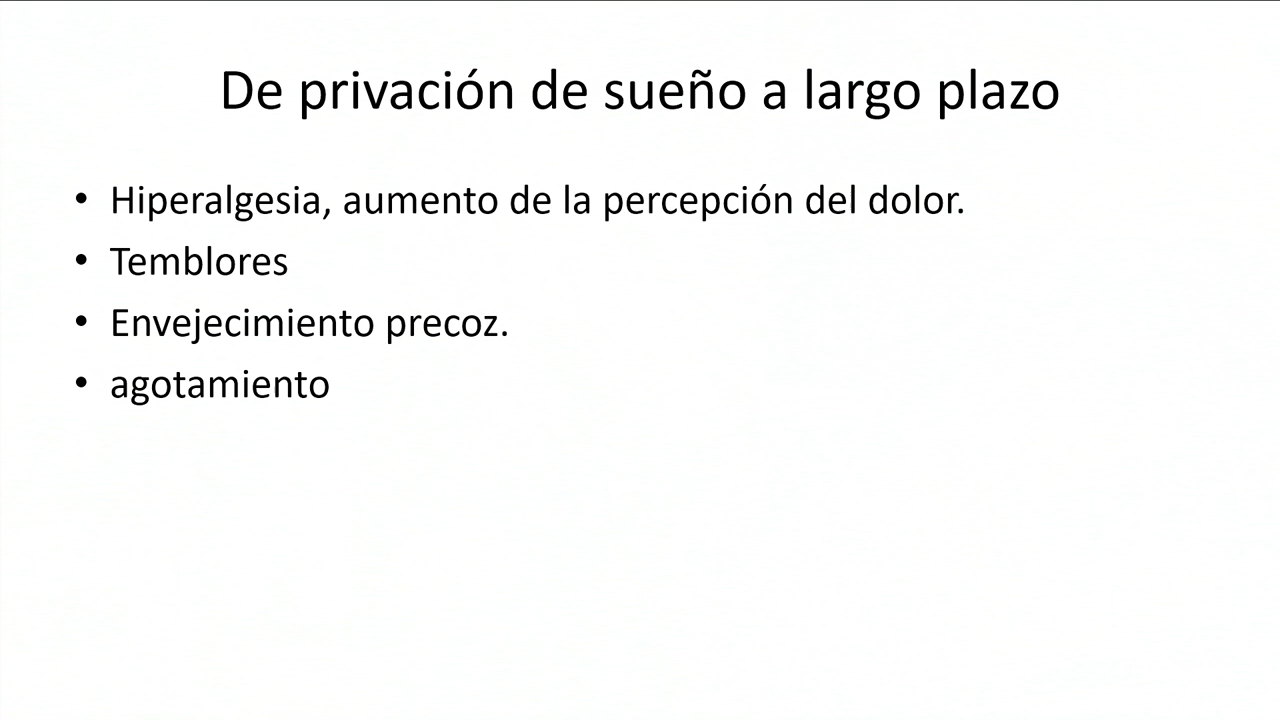 De privación de sueño a largo plazo
• Hiperalgesia, aumento de la percepción del dolor.
• Temblores
• Envejecimiento precoz.
• agotamiento